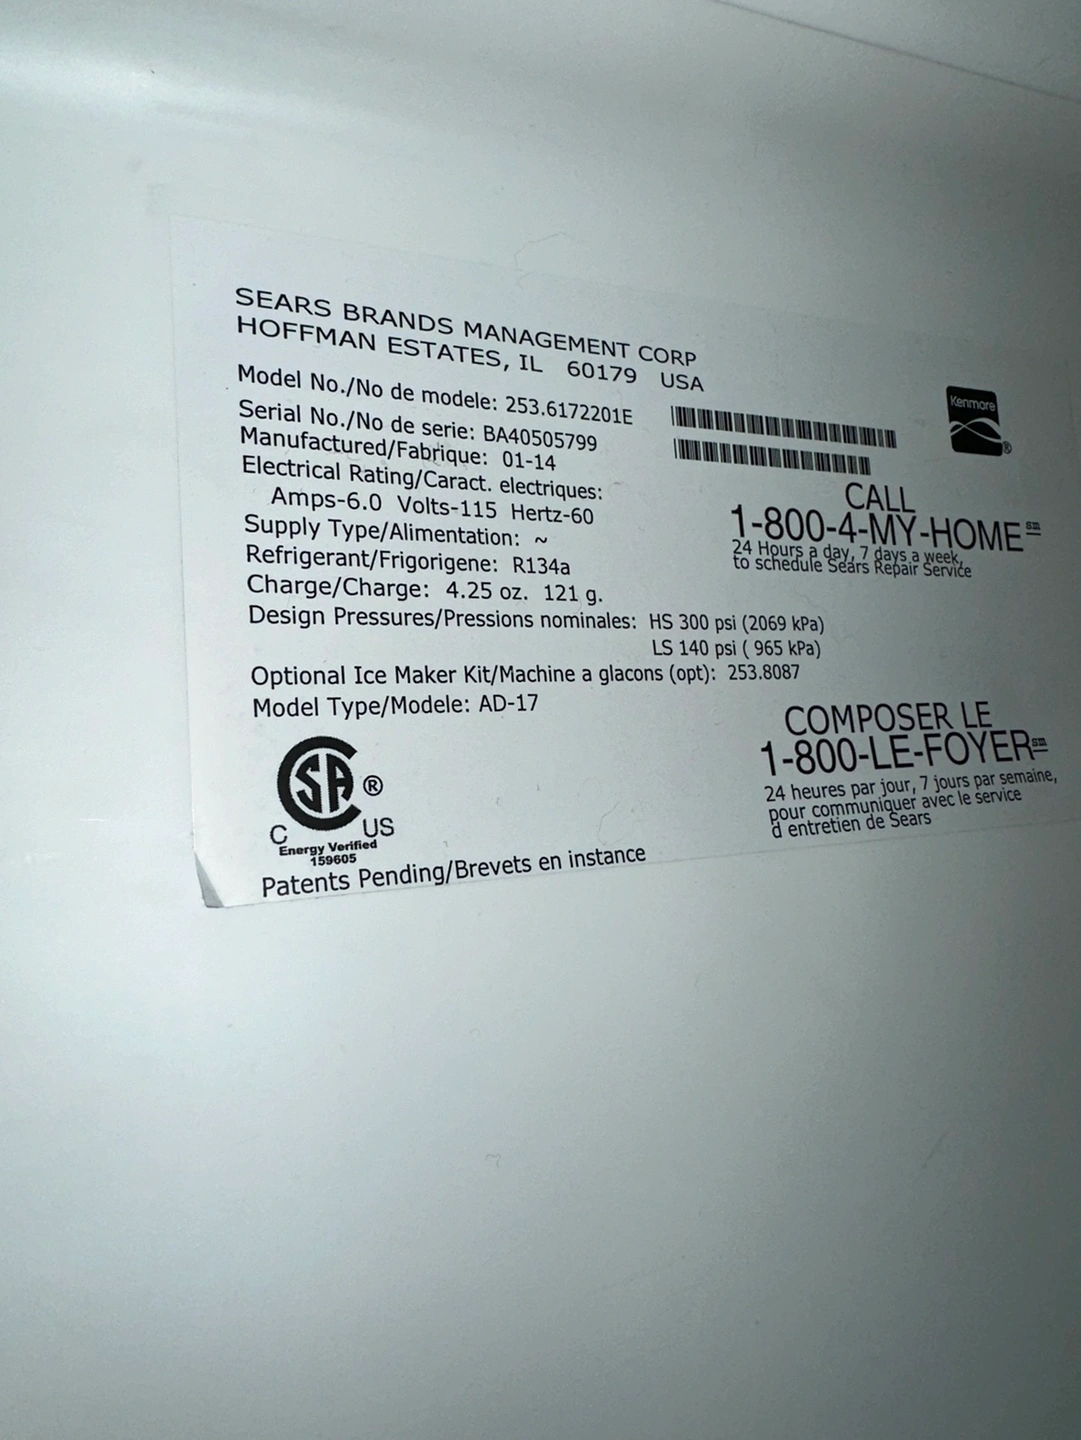 SEARS BRANDS MANAGEMENT CORP
HOFFMAN ESTATES, IL 60179 USA
Model No./No de modele: 253.6172201E
Serial No./No de serie: BA40505799
Manufactured/Fabrique: 01-14
Electrical Rating/Caract. electriques:
Amps-6.0 Volts-115 Hertz-60
Supply Type/Alimentation: ~
Refrigerant/Frigorigene: R134a
Charge/Charge: 4.25 oz. 121 g.
Design Pressures/Pressions nominales: HS 300 psi (2069 kPa)
LS 140 psi ( 965 kPa)
Optional Ice Maker Kit/Machine a glacons (opt): 253.8087
Model Type/Modele: AD-17
CSA®
C US
Energy Verified
159605
Patents Pending/Brevets en instance
Kenmore®
CALL
1-800-4-MY-HOME℠
24 Hours a day, 7 days a week,
to schedule Sears Repair Service
COMPOSER LE
1-800-LE-FOYER℠
24 heures par jour, 7 jours par semaine,
pour communiquer avec le service
d entretien de Sears